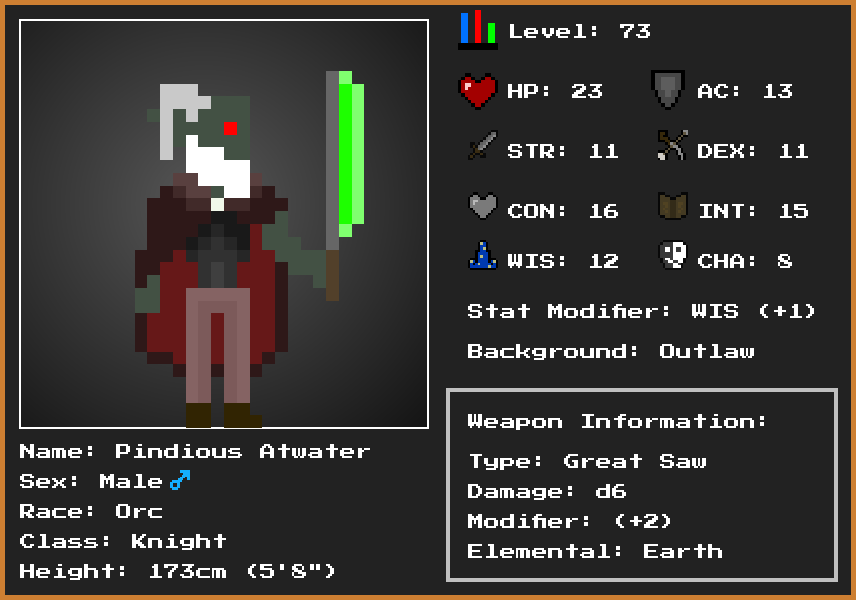 Level: 73
HP: 23
AC: 13
STR: 11
DEX: 11
CON: 16
INT: 15
WIS: 12
CHA: 8
Stat Modifier: WIS (+1)
Background: Outlaw
Weapon Information:
Type: Great Saw
Damage: d6
Modifier: (+2)
Elemental: Earth
Name: Pindious Atwater
Sex: Male ♂
Race: Orc
Class: Knight
Height: 173cm (5'8")